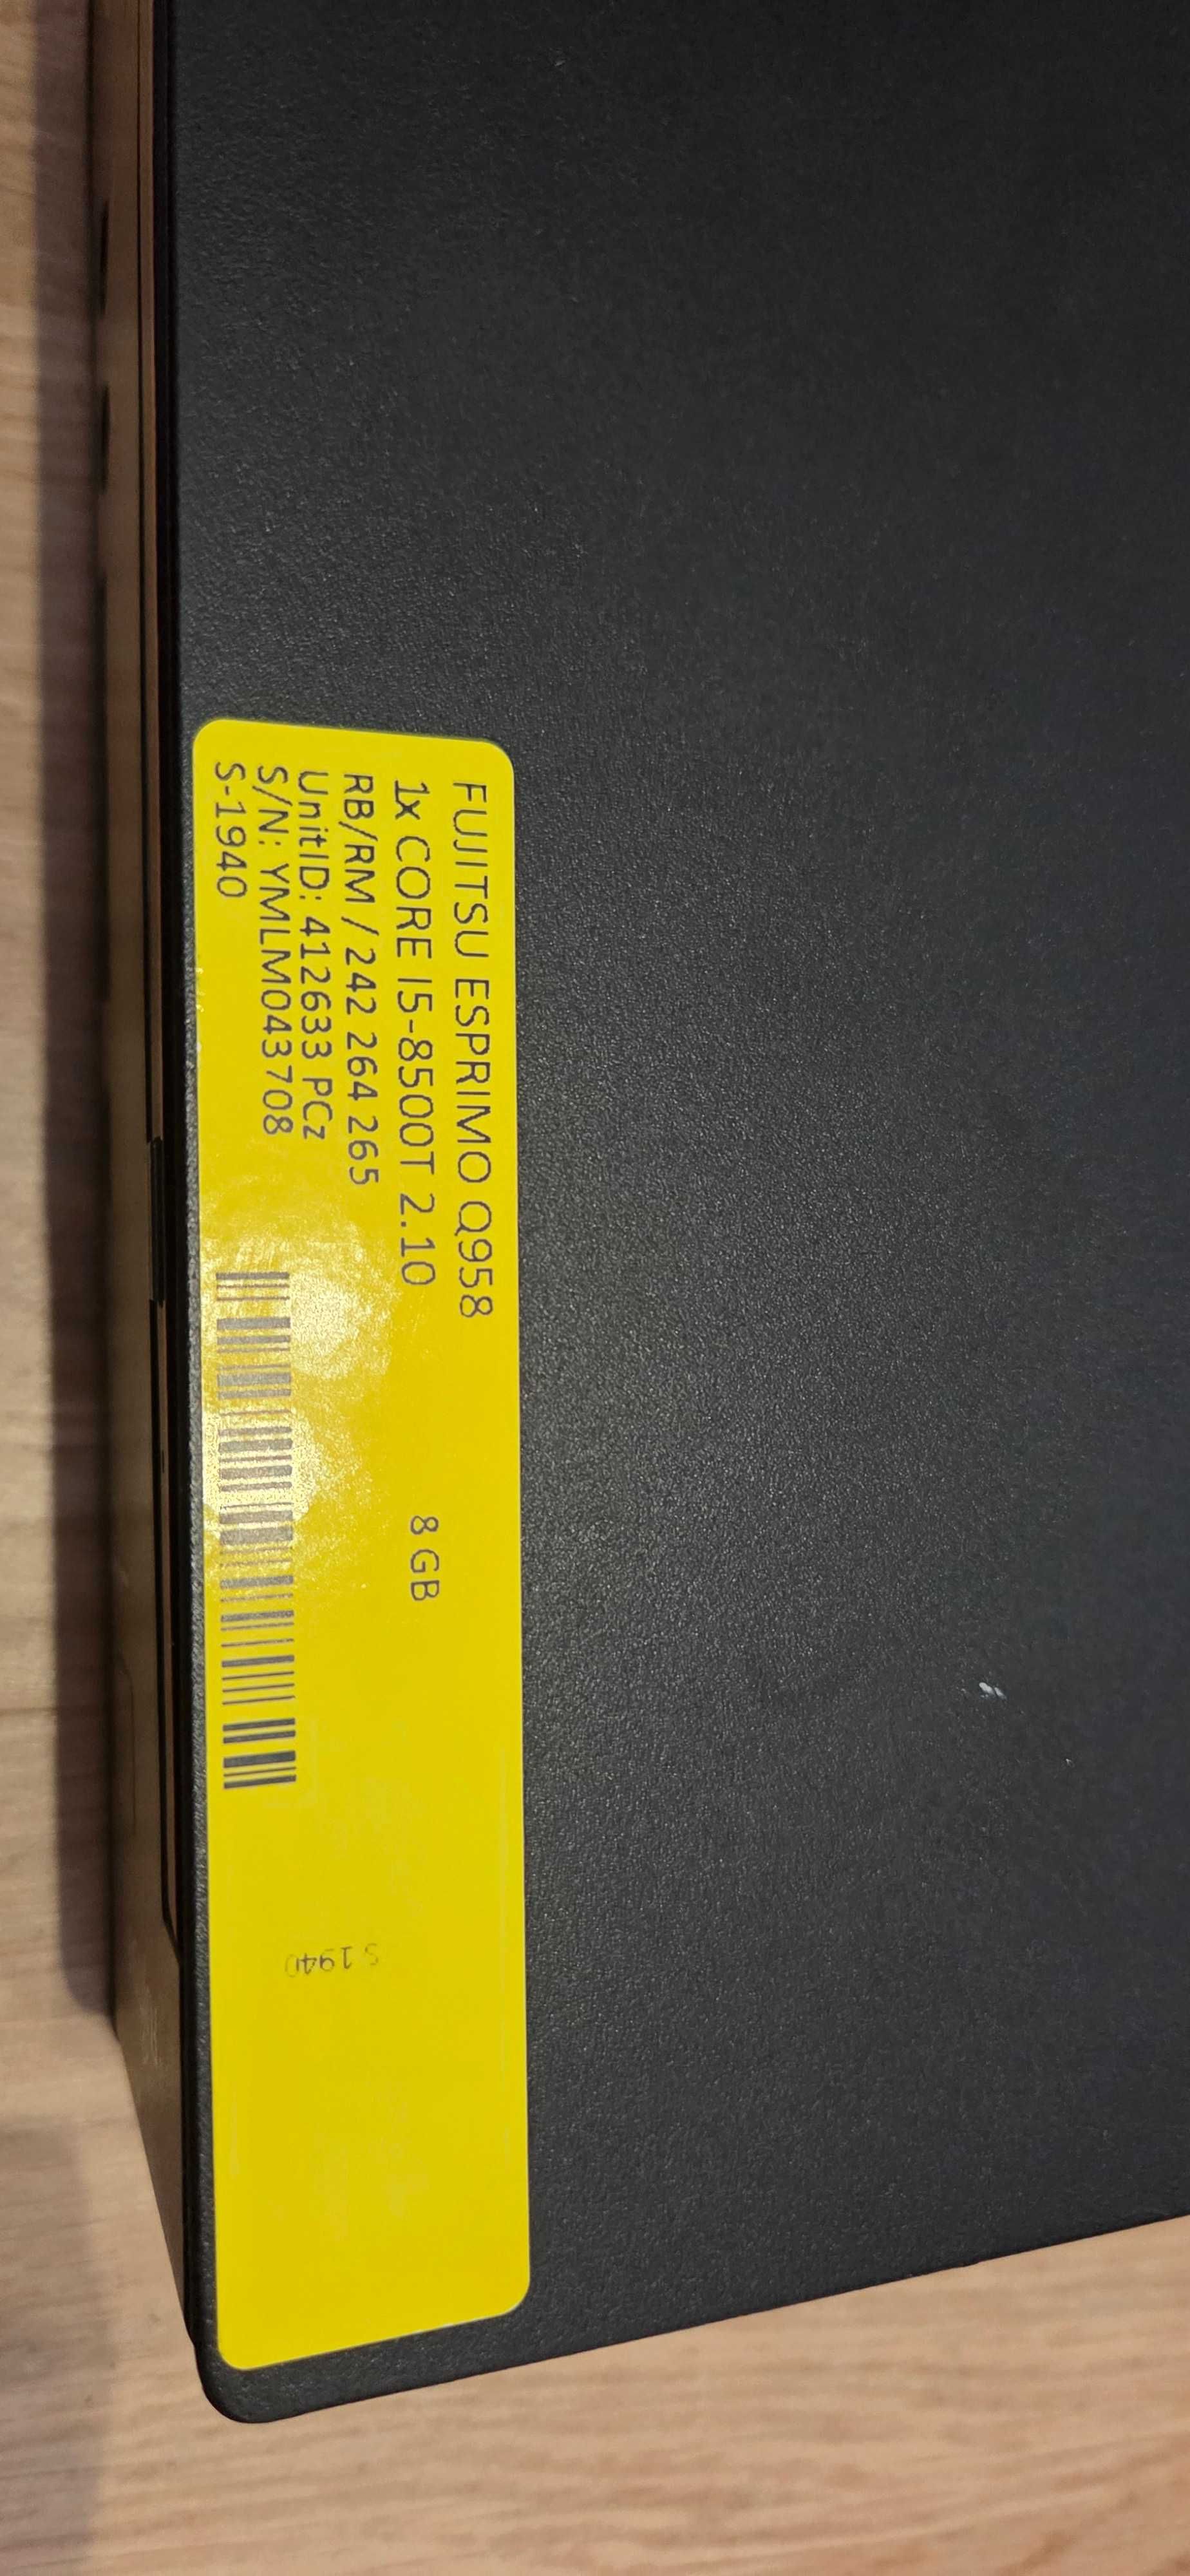 FUJITSU ESPRIMO Q958
1x CORE I5-8500T 2.10 8 GB
RB/RM / 242 264 265
UnitID: 412633 PCz
S/N: YMLM043708
S-1940
S 1940